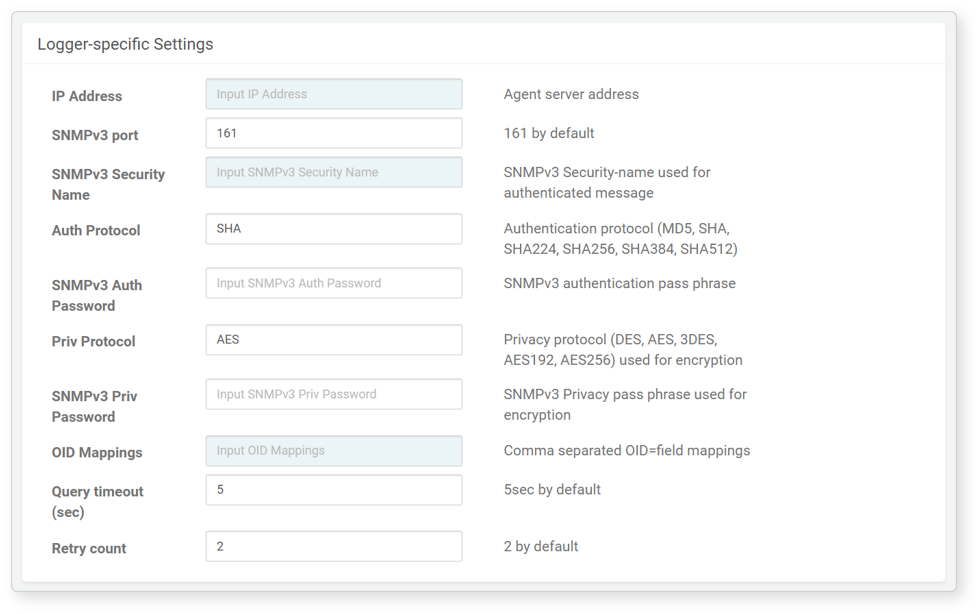 Logger-specific Settings
IP Address
Input IP Address
Agent server address
SNMPv3 port
161
161 by default
SNMPv3 Security
Name
Input SNMPv3 Security Name
SNMPv3 Security-name used for
authenticated message
Auth Protocol
SHA
Authentication protocol (MD5, SHA,
SHA224, SHA256, SHA384, SHA512)
SNMPv3 Auth
Password
Input SNMPv3 Auth Password
SNMPv3 authentication pass phrase
Priv Protocol
AES
Privacy protocol (DES, AES, 3DES,
AES192, AES256) used for encryption
SNMPv3 Priv
Password
Input SNMPv3 Priv Password
SNMPv3 Privacy pass phrase used for
encryption
OID Mappings
Input OID Mappings
Comma separated OID=field mappings
Query timeout
(sec)
5
5sec by default
Retry count
2
2 by default